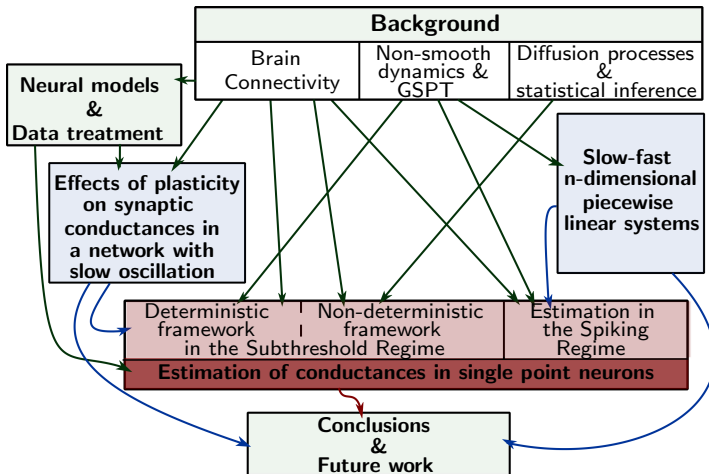 Background
Brain
Connectivity
Non-smooth
dynamics &
GSPT
Diffusion processes
&
statistical inference
Neural models
&
Data treatment
Effects of plasticity
on synaptic
conductances in
a network with
slow oscillation
Slow-fast
n-dimensional
piecewise
linear systems
Deterministic
framework
Non-deterministic
framework
in the Subthreshold Regime
Estimation in
the Spiking
Regime
Estimation of conductances in single point neurons
Conclusions
&
Future work